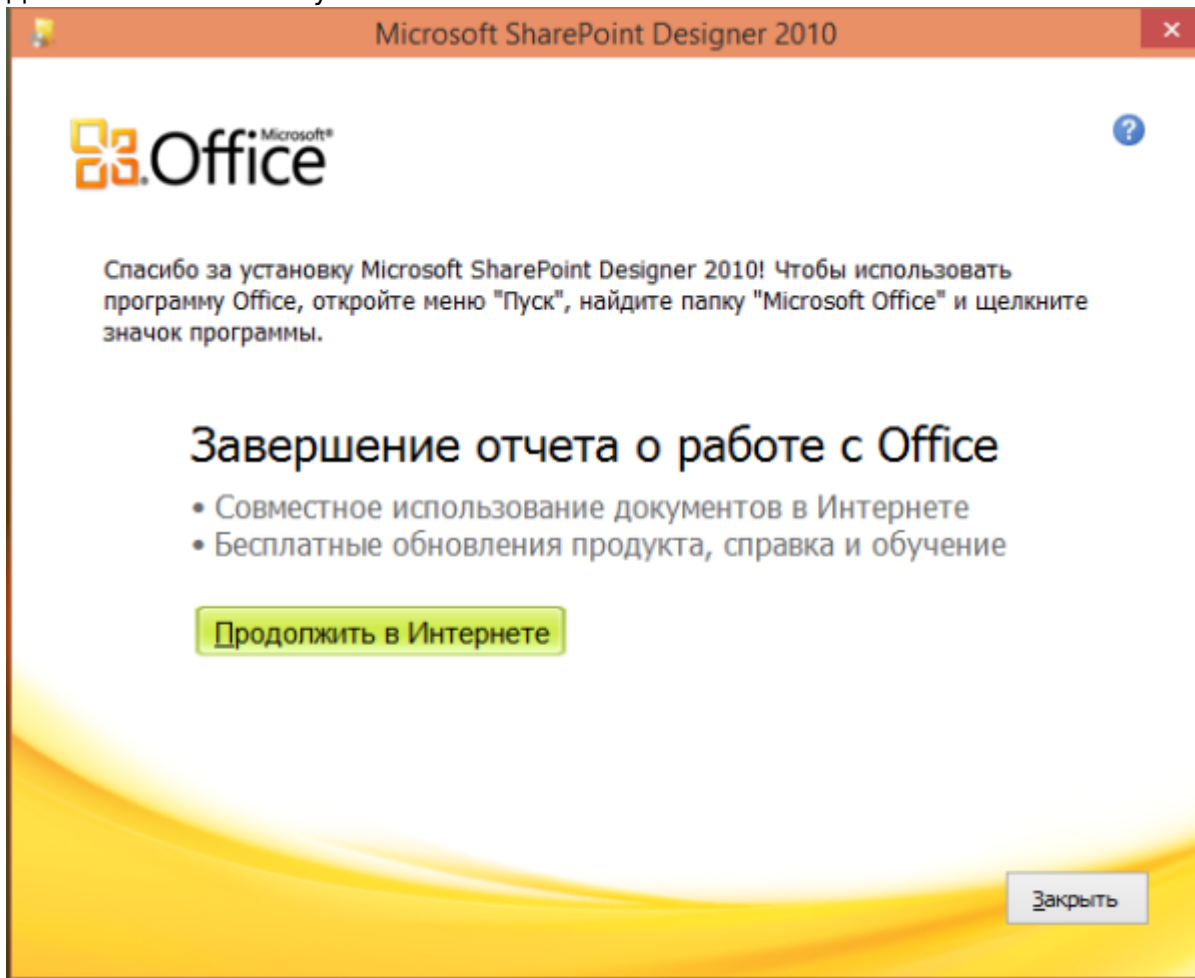 Microsoft SharePoint Designer 2010
Microsoft®
Office
Спасибо за установку Microsoft SharePoint Designer 2010! Чтобы использовать
программу Office, откройте меню "Пуск", найдите папку "Microsoft Office" и щелкните
значок программы.
Завершение отчета о работе с Office
• Совместное использование документов в Интернете
• Бесплатные обновления продукта, справка и обучение
Продолжить в Интернете
Закрыть